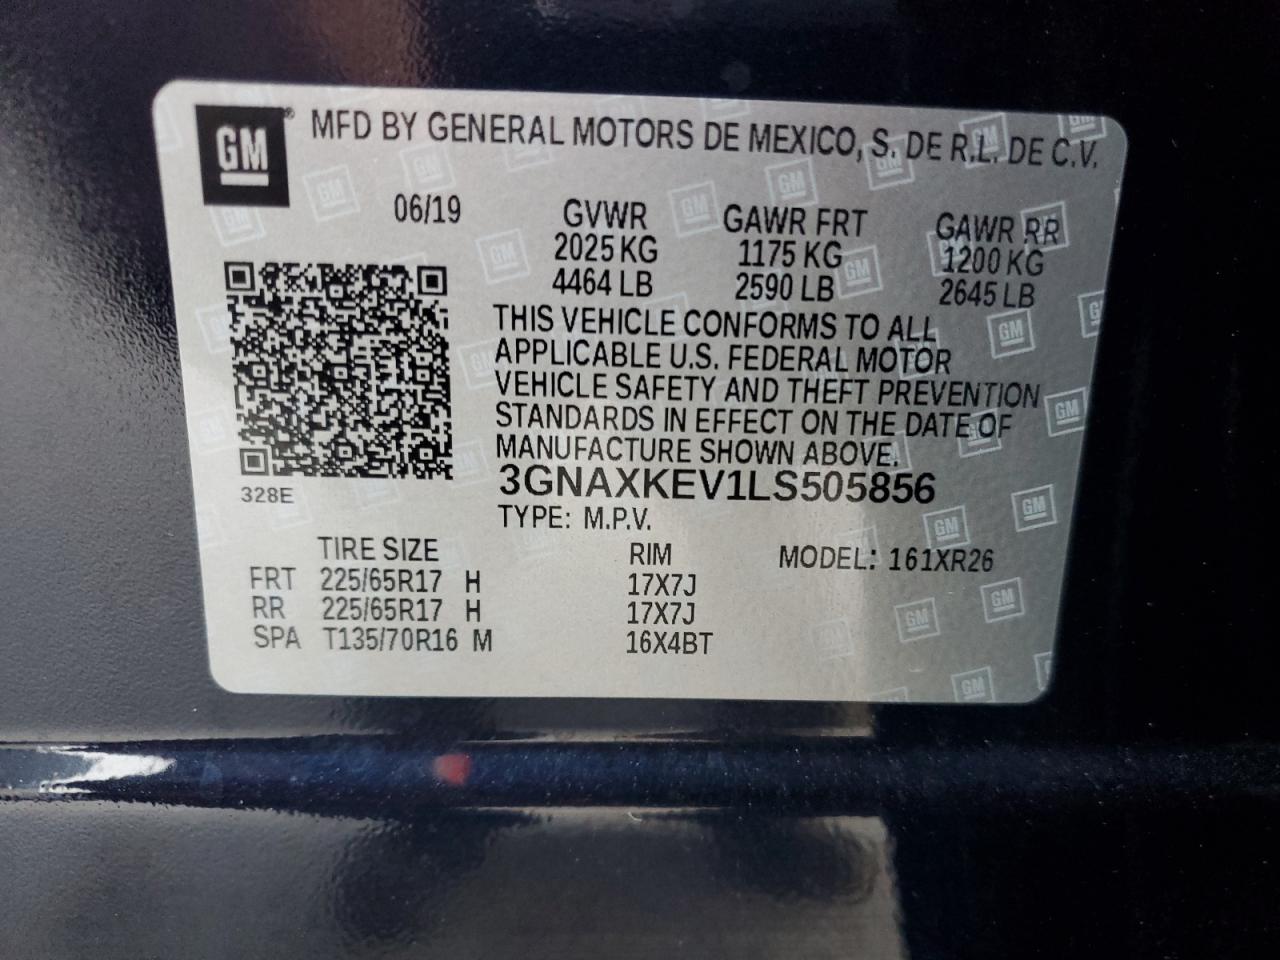 GM® MFD BY GENERAL MOTORS DE MEXICO, S. DE R.L. DE C.V.
06/19 GVWR GAWR FRT GAWR RR
2025 KG 1175 KG 1200 KG
4464 LB 2590 LB 2645 LB
THIS VEHICLE CONFORMS TO ALL
APPLICABLE U.S. FEDERAL MOTOR
VEHICLE SAFETY AND THEFT PREVENTION
STANDARDS IN EFFECT ON THE DATE OF
MANUFACTURE SHOWN ABOVE.
328E 3GNAXKEV1LS505856
TYPE: M.P.V.
TIRE SIZE RIM MODEL: 161XR26
FRT 225/65R17 H 17X7J
RR 225/65R17 H 17X7J
SPA T135/70R16 M 16X4BT